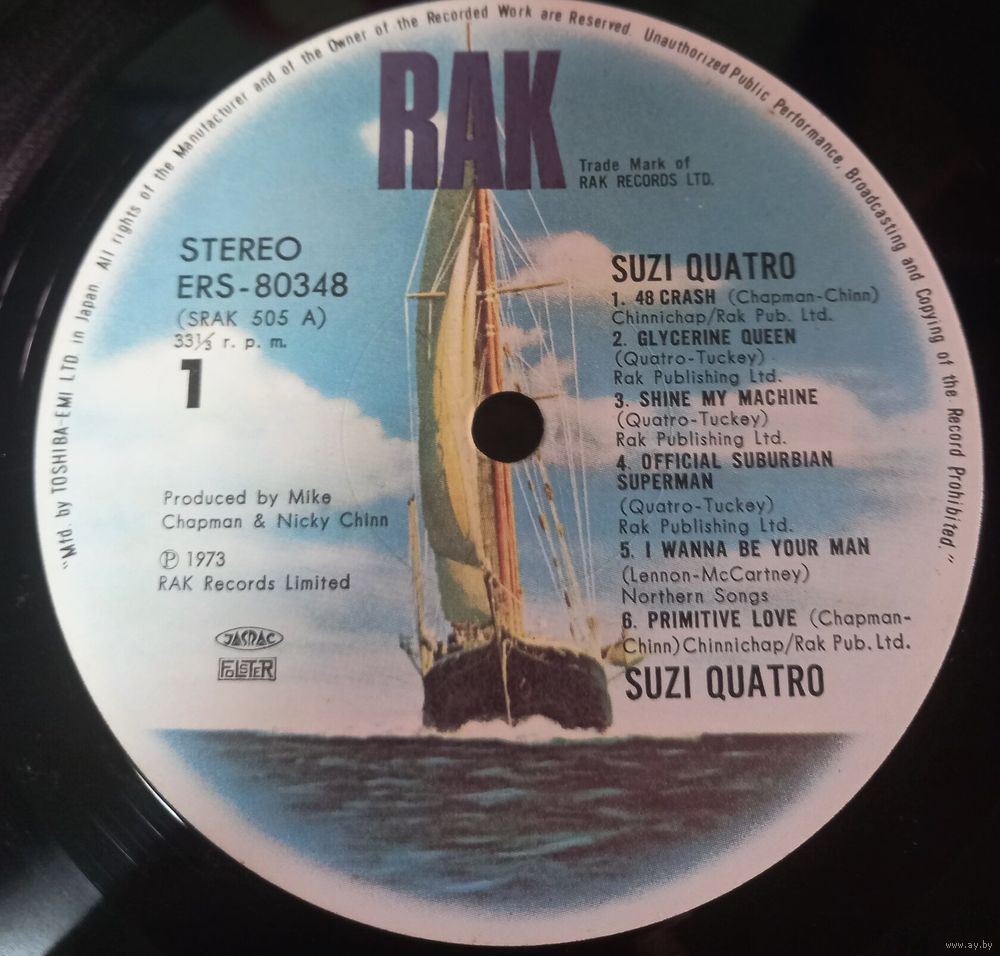 "Mfd. by TOSHIBA-EMI LTD. in Japan. All rights of the Manufacturer and of the Owner of the Recorded Work are Reserved. Unauthorized Public Performance, Broadcasting and Copying of the Record Prohibited."
RAK
Trade Mark of
RAK RECORDS LTD.
STEREO
ERS-80348
(SRAK 505 A)
33⅓ r. p. m.
1
Produced by Mike
Chapman & Nicky Chinn
Ⓟ 1973
RAK Records Limited
JASRAC
FOLSTER
SUZI QUATRO
1. 48 CRASH (Chapman-Chinn)
Chinnichap/Rak Pub. Ltd.
2. GLYCERINE QUEEN
(Quatro-Tuckey)
Rak Publishing Ltd.
3. SHINE MY MACHINE
(Quatro-Tuckey)
Rak Publishing Ltd.
4. OFFICIAL SUBURBIAN
SUPERMAN
(Quatro-Tuckey)
Rak Publishing Ltd.
5. I WANNA BE YOUR MAN
(Lennon-McCartney)
Northern Songs
6. PRIMITIVE LOVE (Chapman-
Chinn) Chinnichap/Rak Pub. Ltd.
SUZI QUATRO
www.ay.by